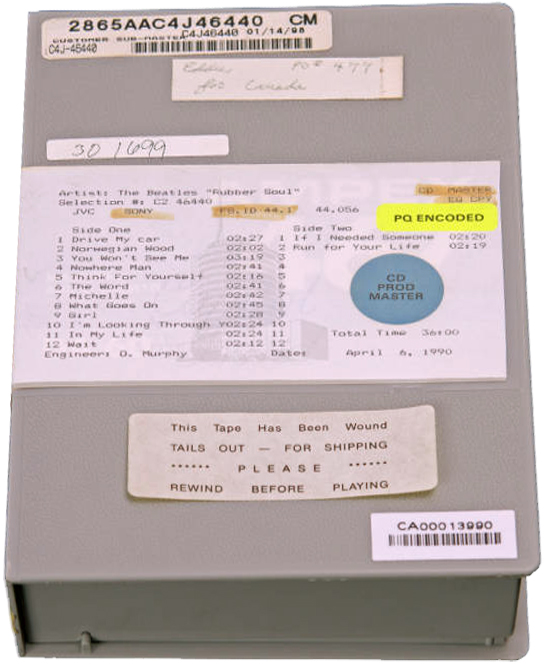 2865AAC4J46440 CM
CUSTOMER SUB-MASTER C4J46440 01/14/98
C4J-46440
Eddie PO# 477
for Canada
30 1699
Artist: The Beatles "Rubber Soul"
CD MASTER
Selection #: C2 46440
EQ CPY
JVC SONY PB.ID 44.1 44.056
PQ ENCODED
Side One Side Two
1 Drive My car 02:27 1 If I Needed Someone 02:20
2 Norwegian Wood 02:02 2 Run for Your Life 02:19
3 You Won't See Me 03:19 3
4 Nowhere Man 02:41 4
5 Think For Yourself 02:16 5
6 The Word 02:41 6
7 Michelle 02:42 7
8 What Goes On 02:45 8
9 Girl 02:28 9
10 I'm Looking Through Y02:24 10
11 In My Life 02:24 11
12 Wait 02:12 12
CD
PROD
MASTER
Total Time 36:00
Engineer: D. Murphy Date: April 6, 1990
This Tape Has Been Wound
TAILS OUT — FOR SHIPPING
•••••• PLEASE ••••••
REWIND BEFORE PLAYING
CA00013990